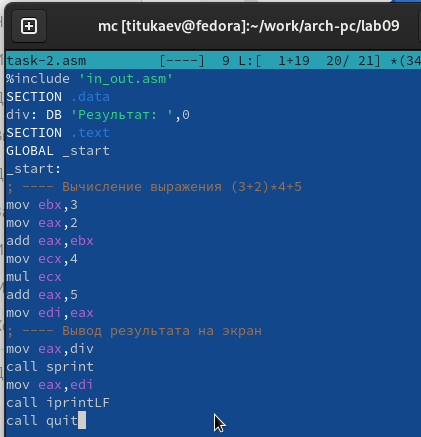 mc [titukaev@fedora]:~/work/arch-pc/lab09
task-2.asm [----] 9 L:[ 1+19 20/ 21] *(34
%include 'in_out.asm'
SECTION .data
div: DB 'Результат: ',0
SECTION .text
GLOBAL _start
_start:
; ---- Вычисление выражения (3+2)*4+5
mov ebx,3
mov eax,2
add eax,ebx
mov ecx,4
mul ecx
add eax,5
mov edi,eax
; ---- Вывод результата на экран
mov eax,div
call sprint
mov eax,edi
call iprintLF
call quit